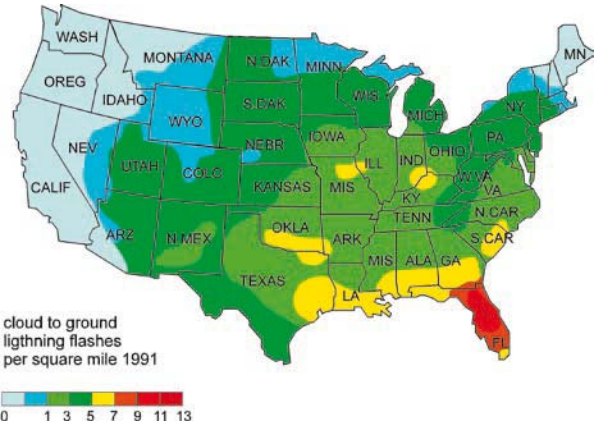 WASH
MONTANA
N.DAK
MINN
MN
OREG
IDAHO
S.DAK
WIS
MICH
NY
WYO
NEV
NEBR
IOWA
PA
UTAH
COLC
ILL
IND
OHIO
W.VA
CALIF
KANSAS
MIS
VA
KY
ARZ
N.MEX
OKLA
ARK
TENN
N.CAR
S.CAR
TEXAS
MIS
ALA
GA
LA
FL
cloud to ground
ligthning flashes
per square mile 1991
0 1 3 5 7 9 11 13